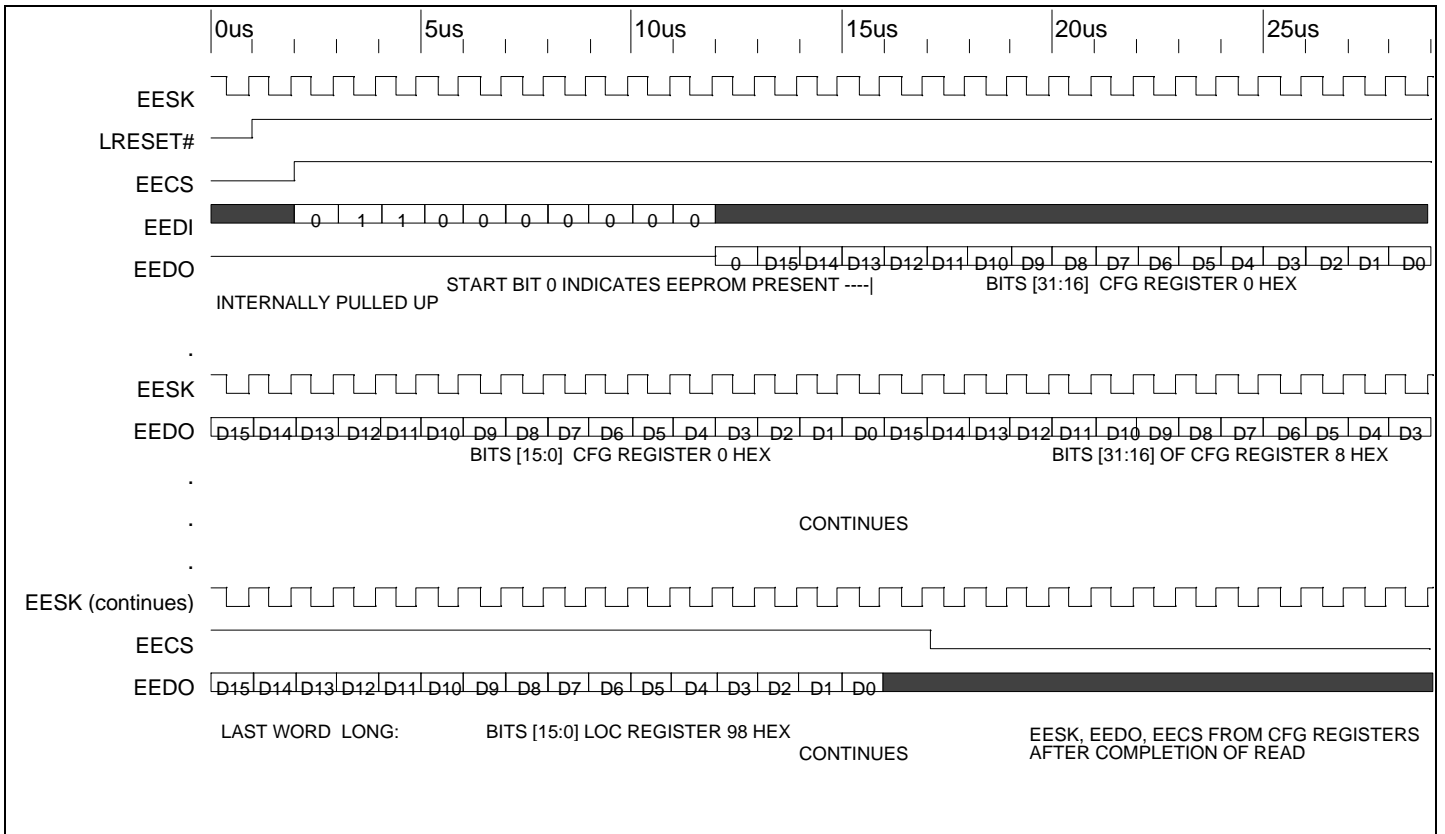 0us 5us 10us 15us 20us 25us
EESK
LRESET#
EECS
EEDI 0 1 1 0 0 0 0 0 0 0
EEDO 0 D15 D14 D13 D12 D11 D10 D9 D8 D7 D6 D5 D4 D3 D2 D1 D0
START BIT 0 INDICATES EEPROM PRESENT ----| BITS [31:16] CFG REGISTER 0 HEX
INTERNALLY PULLED UP
.
EESK
EEDO D15 D14 D13 D12 D11 D10 D9 D8 D7 D6 D5 D4 D3 D2 D1 D0 D15 D14 D13 D12 D11 D10 D9 D8 D7 D6 D5 D4 D3
BITS [15:0] CFG REGISTER 0 HEX BITS [31:16] OF CFG REGISTER 8 HEX
.
. CONTINUES
.
EESK (continues)
EECS
EEDO D15 D14 D13 D12 D11 D10 D9 D8 D7 D6 D5 D4 D3 D2 D1 D0
LAST WORD LONG: BITS [15:0] LOC REGISTER 98 HEX EESK, EEDO, EECS FROM CFG REGISTERS
CONTINUES AFTER COMPLETION OF READ